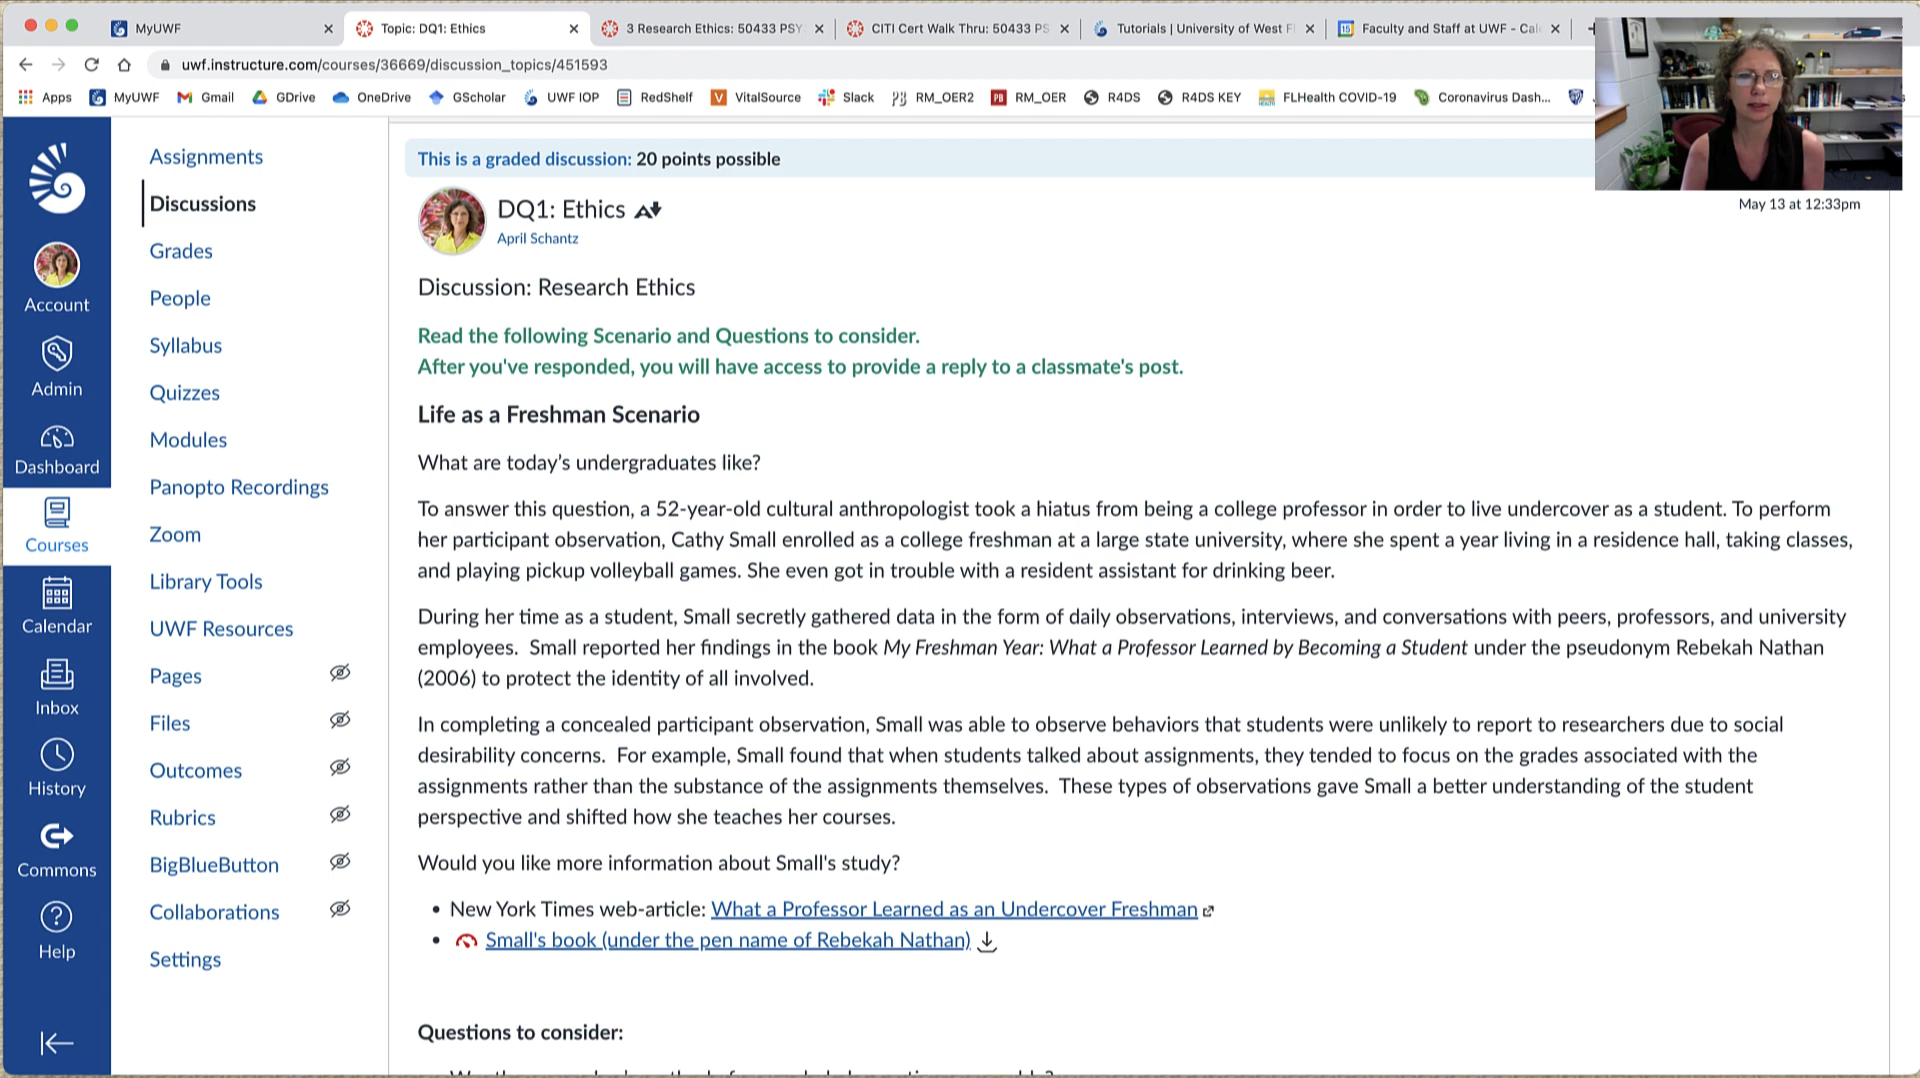 MyUWF
Topic: DQ1: Ethics
3 Research Ethics: 50433 PSY
CITI Cert Walk Thru: 50433 PS
Tutorials | University of West Fl
Faculty and Staff at UWF - Cal
uwf.instructure.com/courses/36669/discussion_topics/451593
Apps
MyUWF
Gmail
GDrive
OneDrive
GScholar
UWF IOP
RedShelf
VitalSource
Slack
RM_OER2
RM_OER
R4DS
R4DS KEY
FLHealth COVID-19
Coronavirus Dash...
Account
Admin
Dashboard
Courses
Calendar
Inbox
History
Commons
Help
Assignments
Discussions
Grades
People
Syllabus
Quizzes
Modules
Panopto Recordings
Zoom
Library Tools
UWF Resources
Pages
Files
Outcomes
Rubrics
BigBlueButton
Collaborations
Settings
This is a graded discussion: 20 points possible
DQ1: Ethics
April Schantz
May 13 at 12:33pm
Discussion: Research Ethics
Read the following Scenario and Questions to consider.
After you've responded, you will have access to provide a reply to a classmate's post.
Life as a Freshman Scenario
What are today's undergraduates like?
To answer this question, a 52-year-old cultural anthropologist took a hiatus from being a college professor in order to live undercover as a student. To perform
her participant observation, Cathy Small enrolled as a college freshman at a large state university, where she spent a year living in a residence hall, taking classes,
and playing pickup volleyball games. She even got in trouble with a resident assistant for drinking beer.
During her time as a student, Small secretly gathered data in the form of daily observations, interviews, and conversations with peers, professors, and university
employees. Small reported her findings in the book My Freshman Year: What a Professor Learned by Becoming a Student under the pseudonym Rebekah Nathan
(2006) to protect the identity of all involved.
In completing a concealed participant observation, Small was able to observe behaviors that students were unlikely to report to researchers due to social
desirability concerns. For example, Small found that when students talked about assignments, they tended to focus on the grades associated with the
assignments rather than the substance of the assignments themselves. These types of observations gave Small a better understanding of the student
perspective and shifted how she teaches her courses.
Would you like more information about Small's study?
• New York Times web-article: What a Professor Learned as an Undercover Freshman
• Small's book (under the pen name of Rebekah Nathan)
Questions to consider: